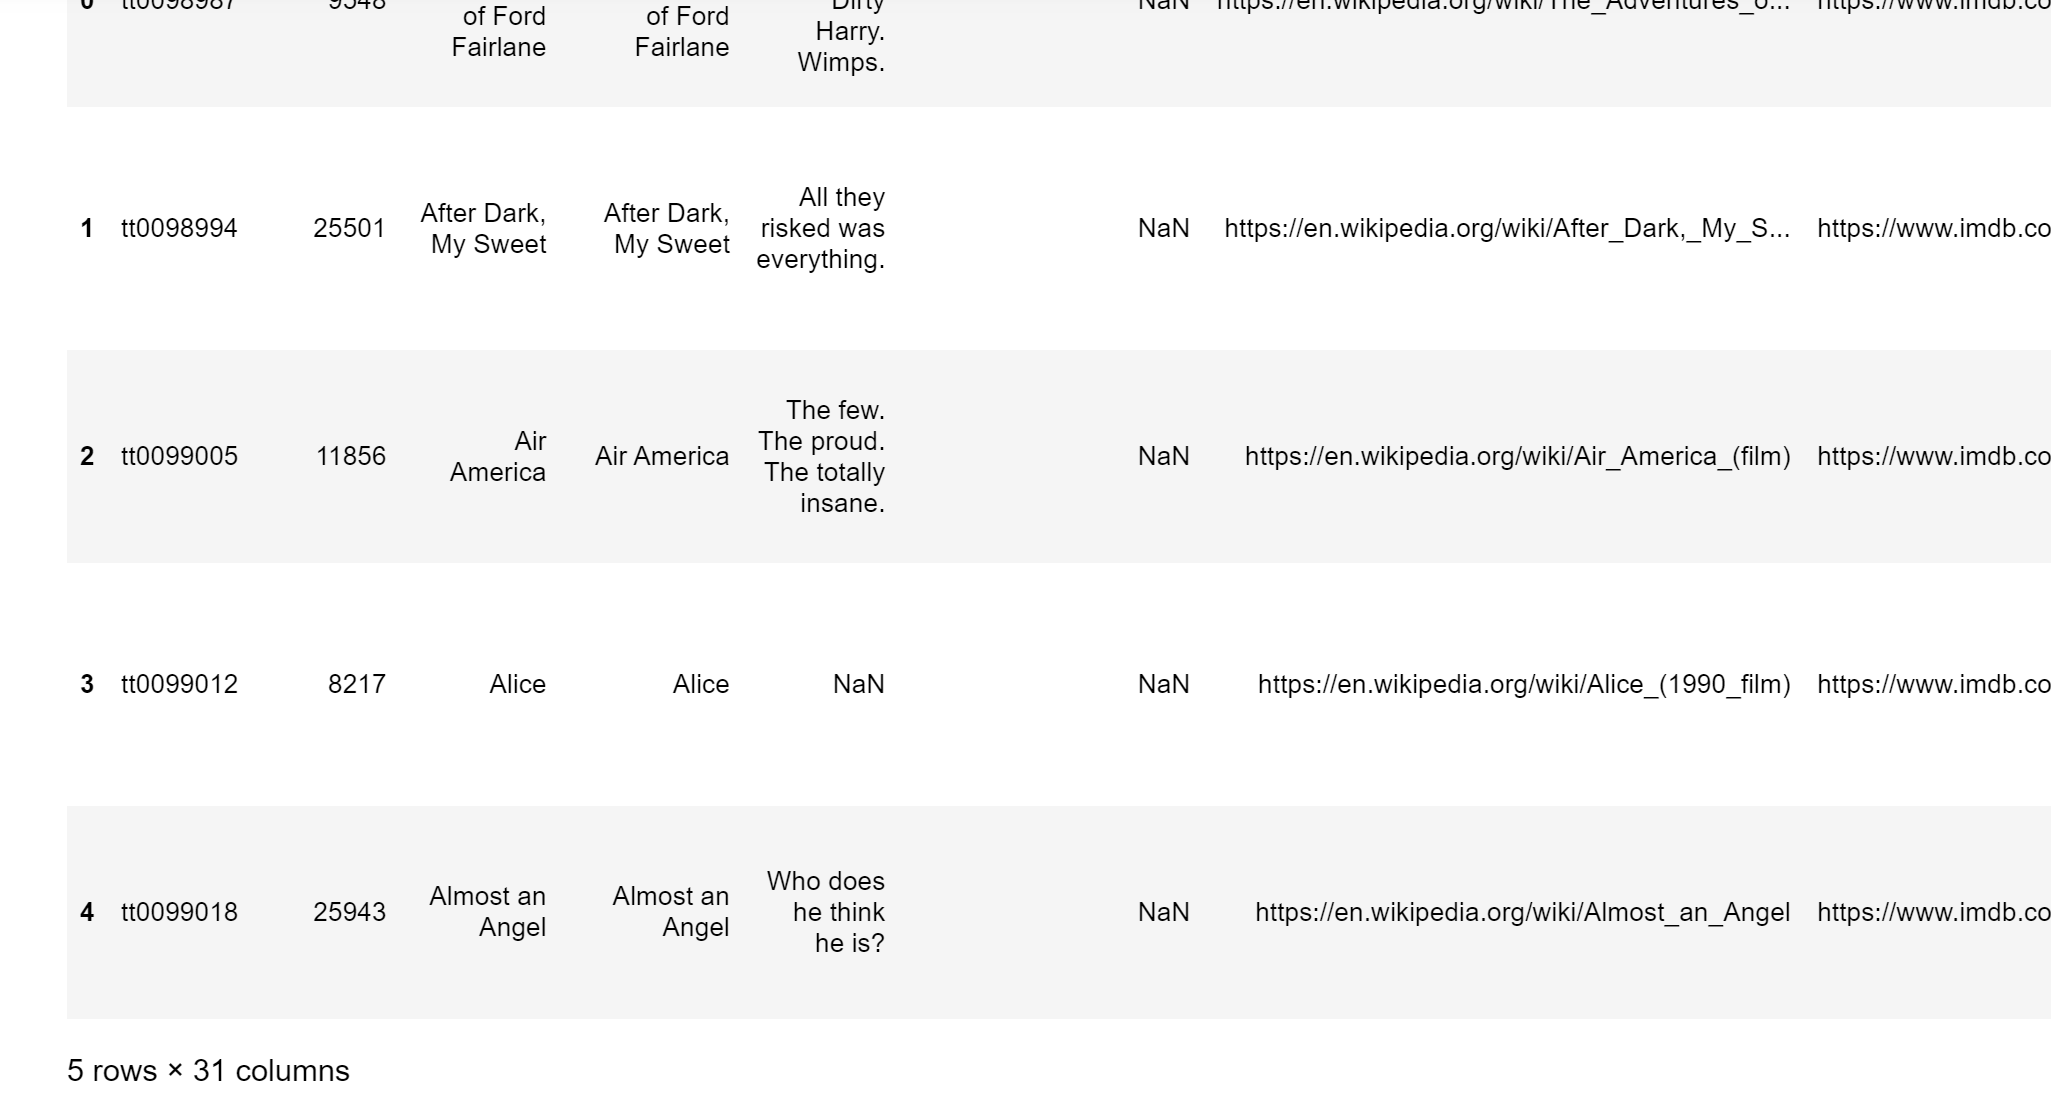 0 tt0098987 9548 of Ford of Ford Dirty NaN https://en.wikipedia.org/wiki/The_Adventures_o... https://www.imdb.co
Fairlane Fairlane Harry.
Wimps.
1 tt0098994 25501 After Dark, My Sweet After Dark, My Sweet All they risked was everything. NaN https://en.wikipedia.org/wiki/After_Dark,_My_S... https://www.imdb.co
2 tt0099005 11856 Air America Air America The few. The proud. The totally insane. NaN https://en.wikipedia.org/wiki/Air_America_(film) https://www.imdb.co
3 tt0099012 8217 Alice Alice NaN NaN https://en.wikipedia.org/wiki/Alice_(1990_film) https://www.imdb.co
4 tt0099018 25943 Almost an Angel Almost an Angel Who does he think he is? NaN https://en.wikipedia.org/wiki/Almost_an_Angel https://www.imdb.co
5 rows × 31 columns